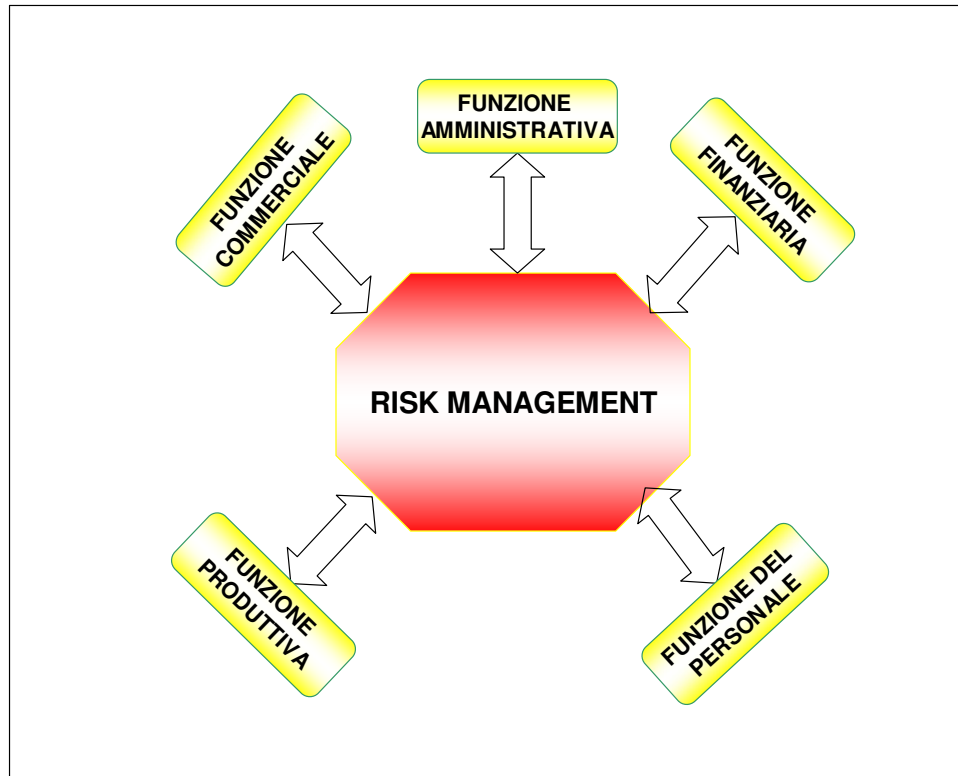 FUNZIONE
AMMINISTRATIVA
FUNZIONE
COMMERCIALE
FUNZIONE
FINANZIARIA
RISK MANAGEMENT
FUNZIONE
PRODUTTIVA
FUNZIONE DEL
PERSONALE